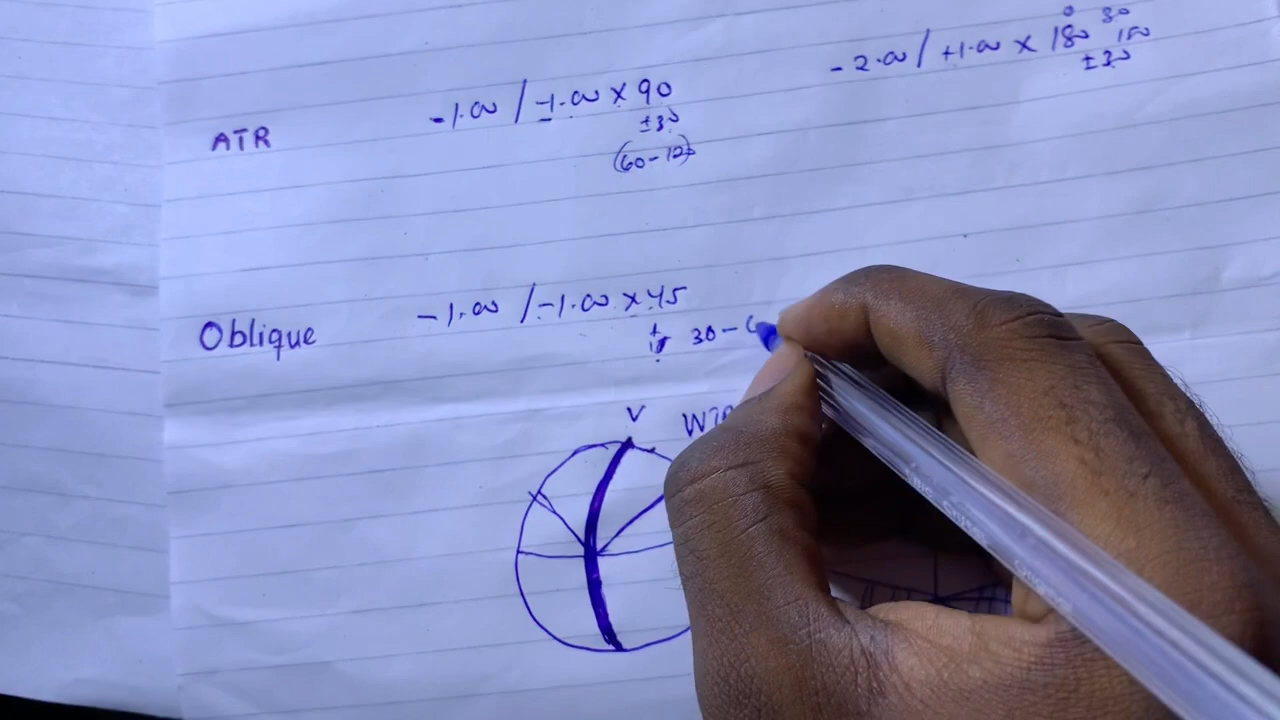 -2.00 / +1.00 × 180
±30
ATR -1.00 / -1.00 × 90
±30
(60-120)
Oblique -1.00 / -1.00 × 45
30 -
V